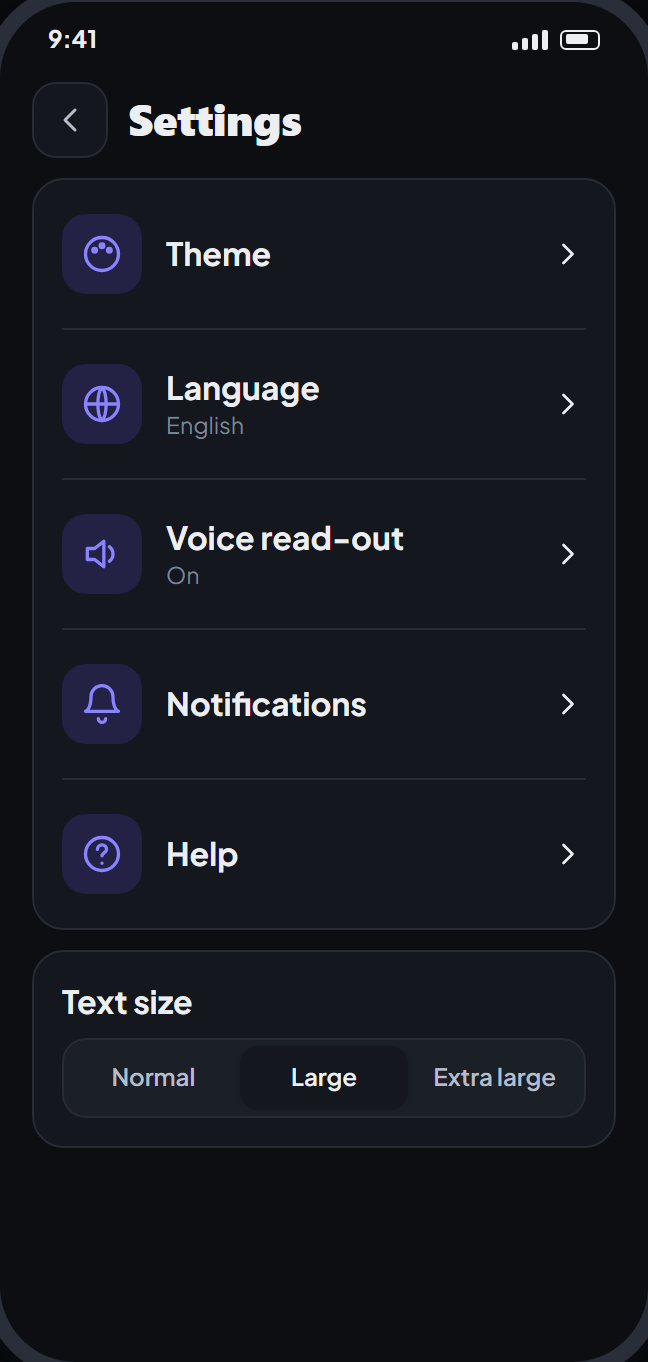 9:41
Settings
Theme
Language
English
Voice read-out
On
Notifications
Help
Text size
Normal Large Extra large